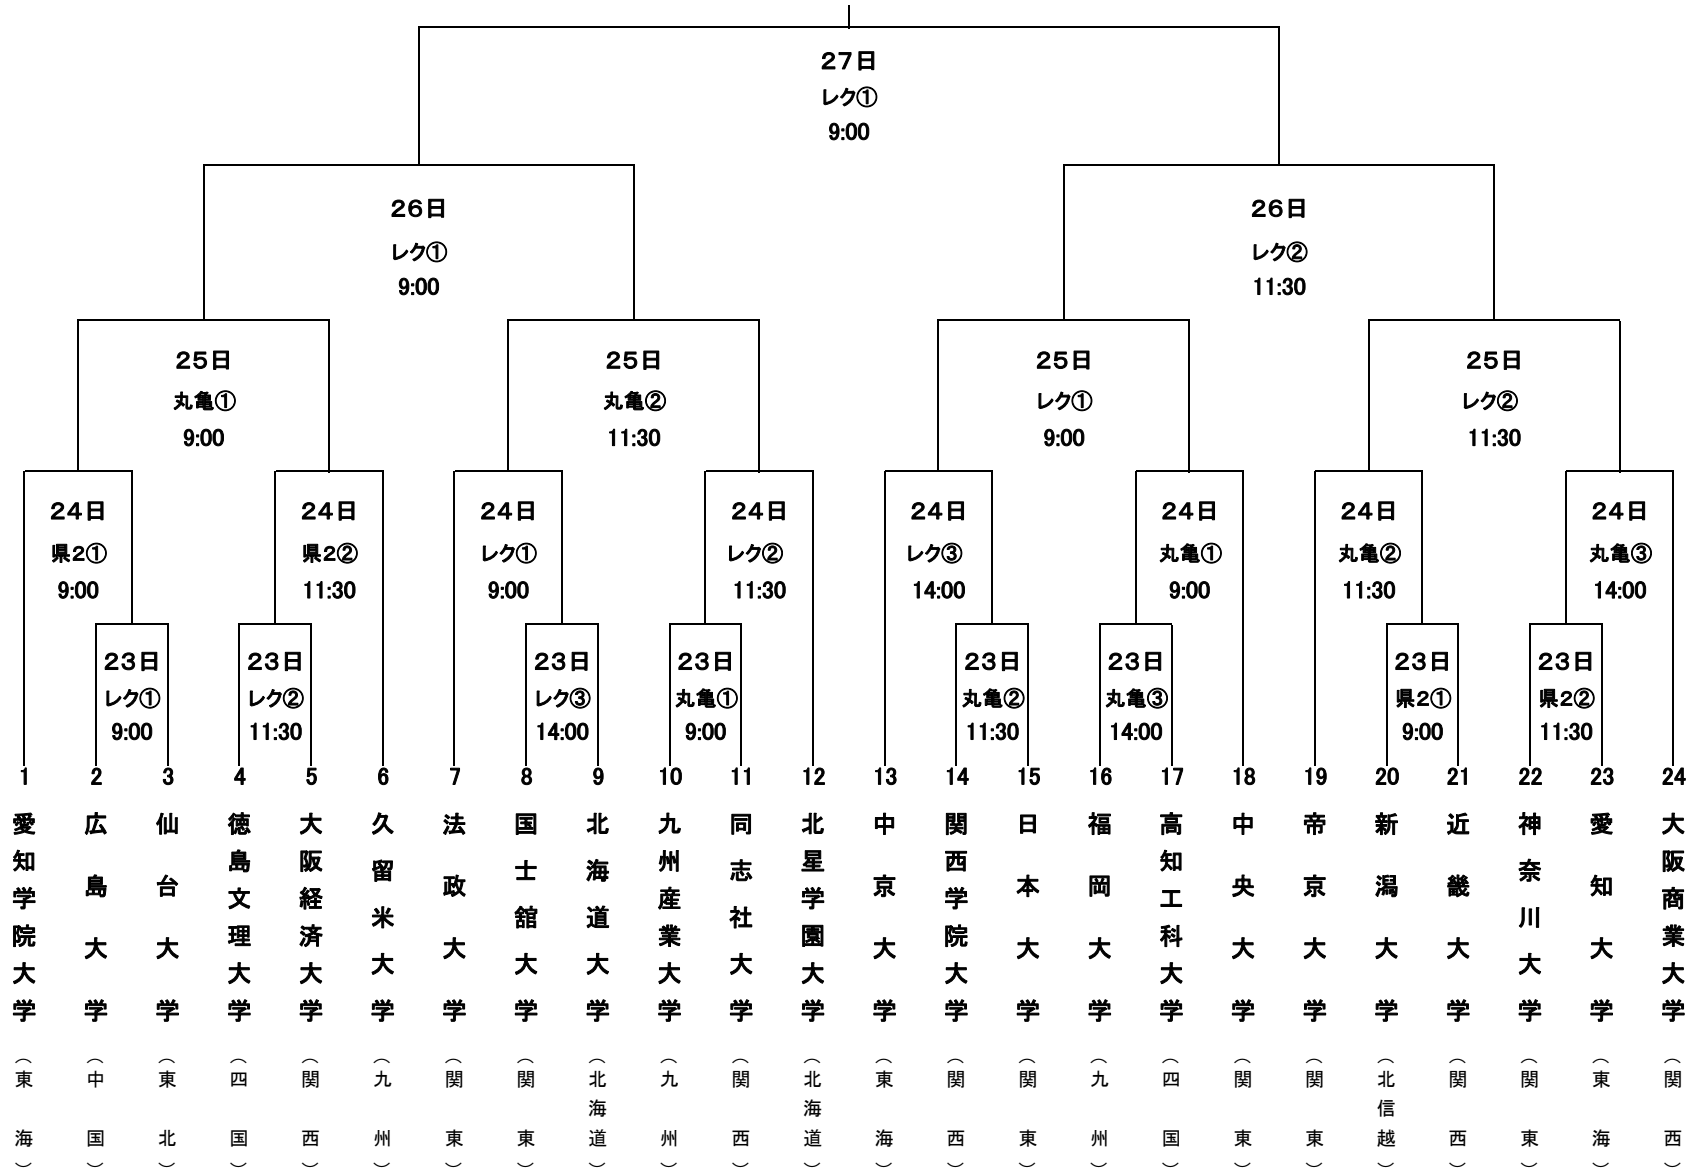 27日
レク①
9:00
26日
レク①
9:00
26日
レク②
11:30
25日
丸亀①
9:00
25日
丸亀②
11:30
25日
レク①
9:00
25日
レク②
11:30
24日
県2①
9:00
24日
県2②
11:30
24日
レク①
9:00
24日
レク②
11:30
24日
レク③
14:00
24日
丸亀①
9:00
24日
丸亀②
11:30
24日
丸亀③
14:00
23日
レク①
9:00
23日
レク②
11:30
23日
レク③
14:00
23日
丸亀①
9:00
23日
丸亀②
11:30
23日
丸亀③
14:00
23日
県2①
9:00
23日
県2②
11:30
1 愛知学院大学（東海）
2 広島大学（中国）
3 仙台大学（東北）
4 徳島文理大学（四国）
5 大阪経済大学（関西）
6 久留米大学（九州）
7 法政大学（関東）
8 国士舘大学（関東）
9 北海道大学（北海道）
10 九州産業大学（九州）
11 同志社大学（関西）
12 北星学園大学（北海道）
13 中京大学（東海）
14 関西学院大学（関西）
15 日本大学（関東）
16 福岡大学（九州）
17 高知工科大学（四国）
18 中央大学（関東）
19 帝京大学（関東）
20 新潟大学（北信越）
21 近畿大学（関西）
22 神奈川大学（関東）
23 愛知大学（東海）
24 大阪商業大学（関西）